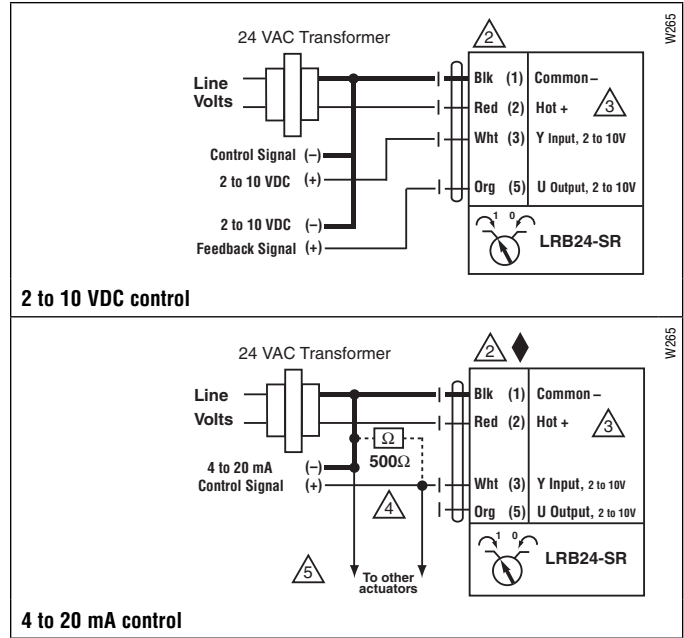 W265
24 VAC Transformer
2
Line
Volts
Blk (1) Common –
Red (2) Hot +
3
Wht (3) Y Input, 2 to 10V
Control Signal (–)
2 to 10 VDC (+)
Org (5) U Output, 2 to 10V
2 to 10 VDC (–)
Feedback Signal (+)
1 0
LRB24-SR
2 to 10 VDC control
W265
24 VAC Transformer
2
Line
Volts
Blk (1) Common –
Red (2) Hot +
3
Ω
500Ω
4 to 20 mA (–)
Control Signal (+)
Wht (3) Y Input, 2 to 10V
4
Org (5) U Output, 2 to 10V
5
To other
actuators
1 0
LRB24-SR
4 to 20 mA control